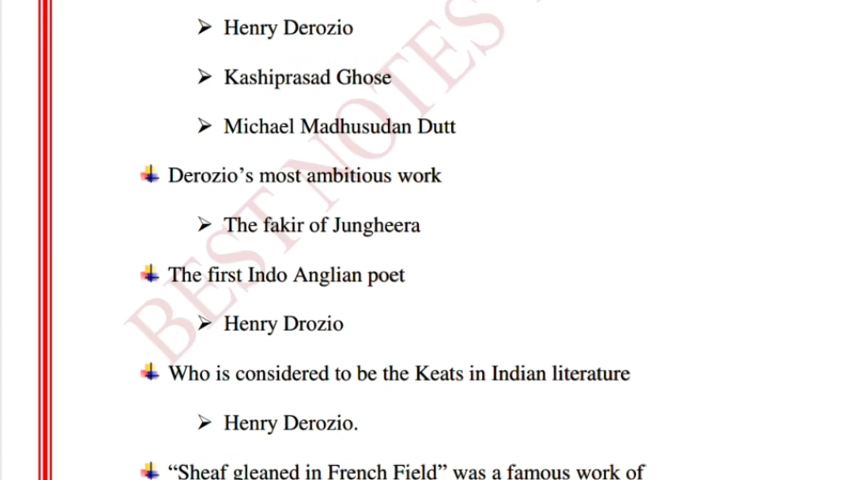 Henry Derozio
Kashiprasad Ghose
Michael Madhusudan Dutt
Derozio’s most ambitious work
The fakir of Jungheera
The first Indo Anglian poet
Henry Drozio
Who is considered to be the Keats in Indian literature
Henry Derozio.
“Sheaf gleaned in French Field” was a famous work of
BEST NOTES